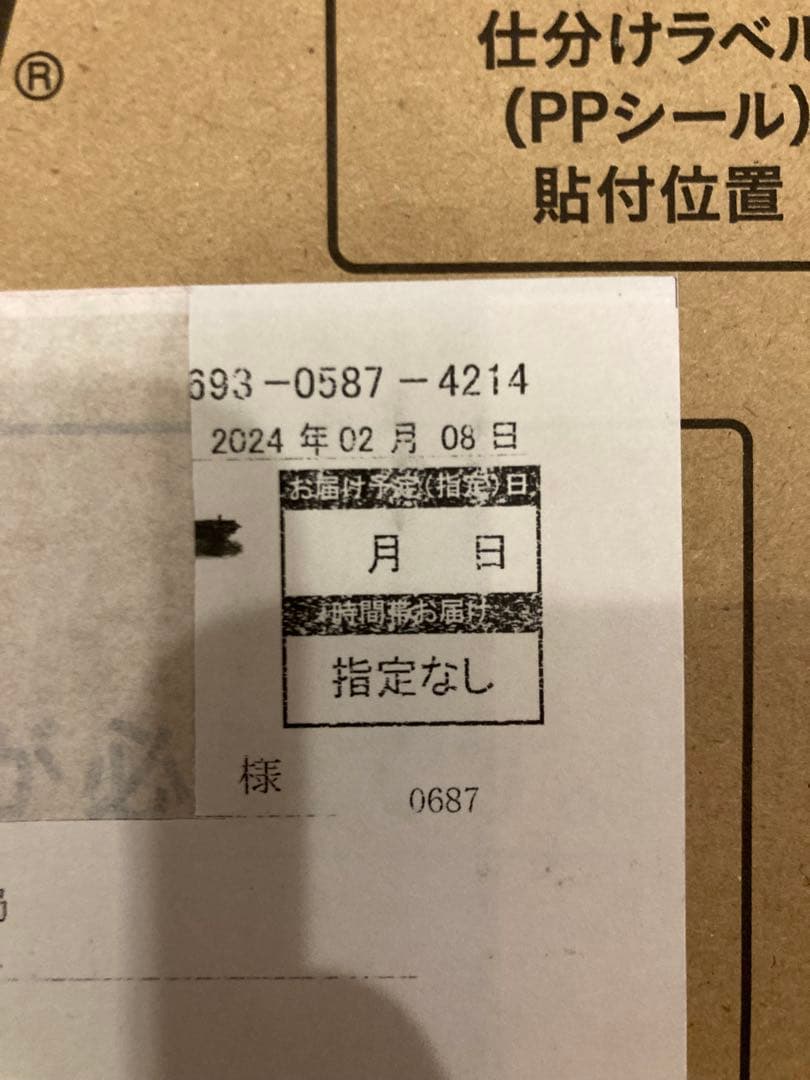 ®
仕分けラベル
(PPシール)
貼付位置
693-0587-4214
2024年02月08日
お届け予定(指定)日
月 日
時間帯お届け
指定なし
様
0687